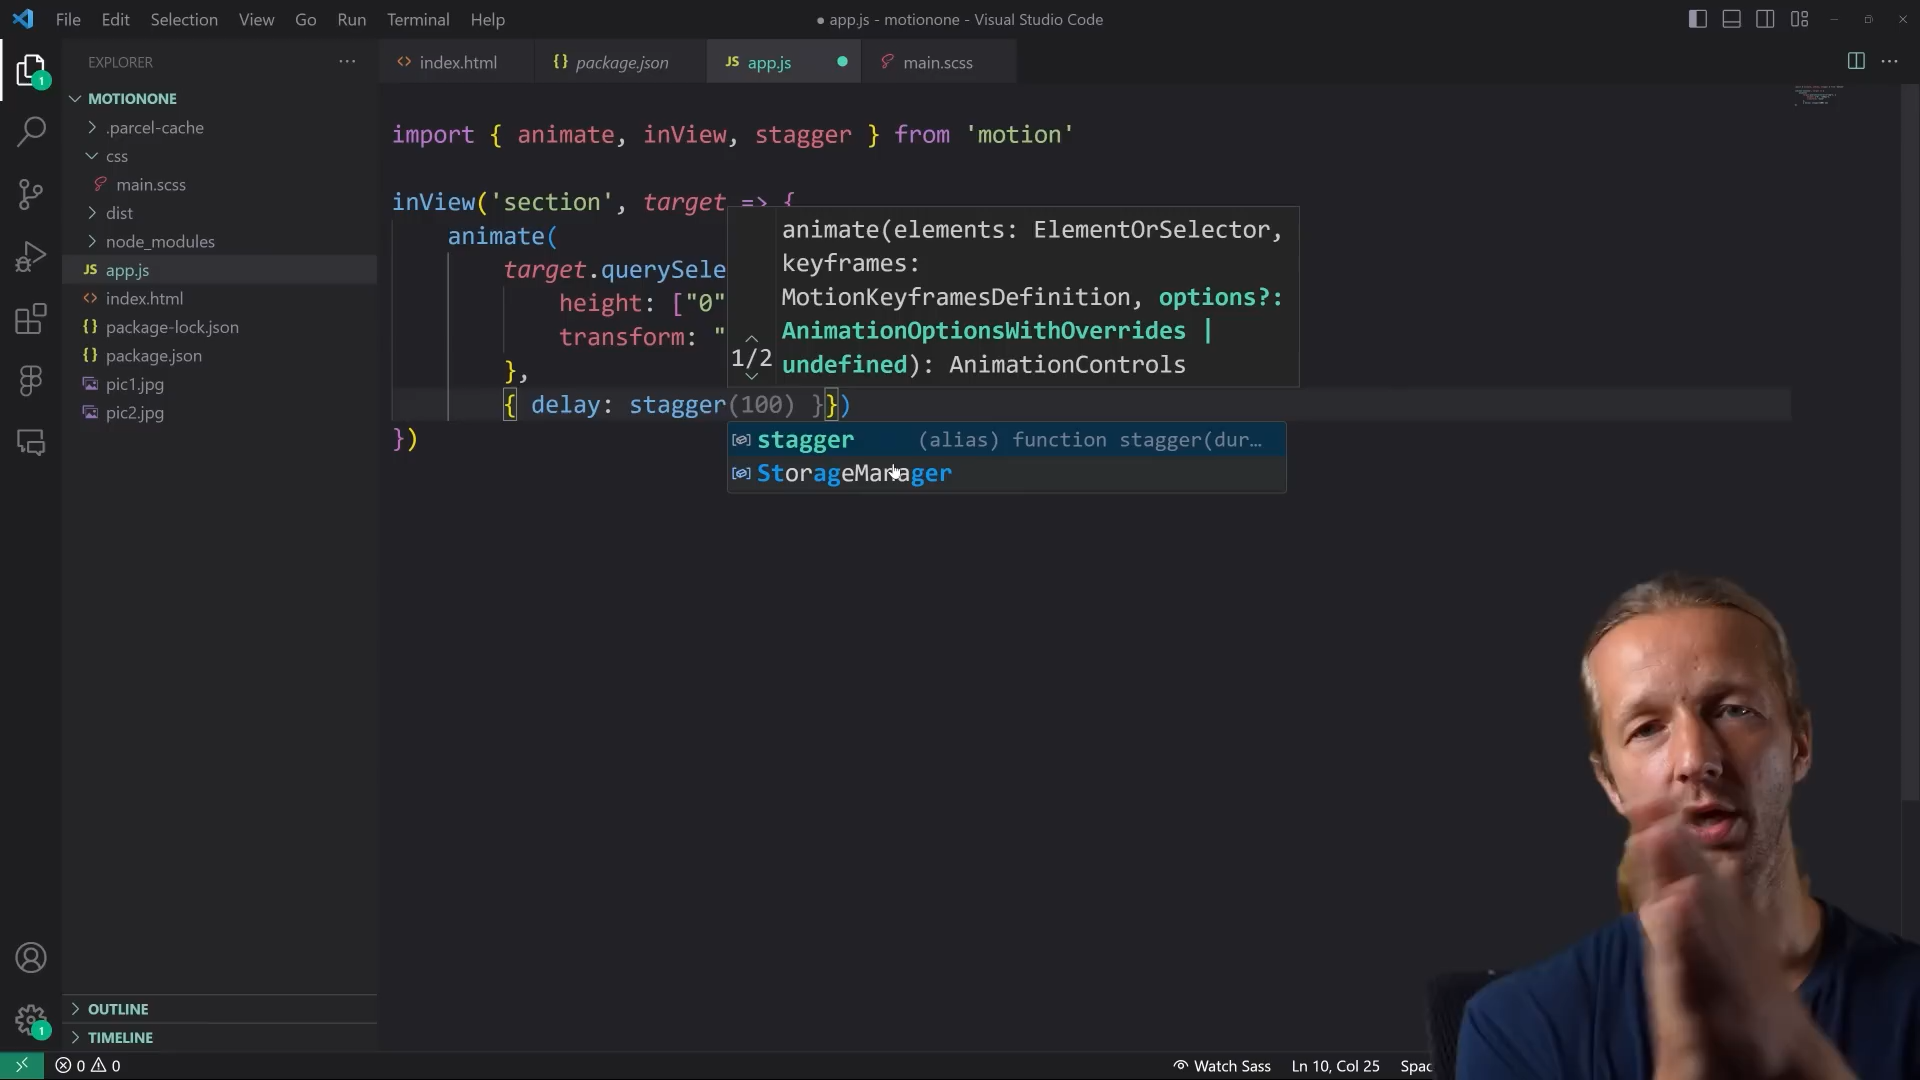 File Edit Selection View Go Run Terminal Help
● app.js - motionone - Visual Studio Code
EXPLORER
···
index.html
{} package.json
JS app.js
main.scss
MOTIONONE
.parcel-cache
css
main.scss
dist
node_modules
JS app.js
index.html
{} package-lock.json
{} package.json
pic1.jpg
pic2.jpg
OUTLINE
TIMELINE
import { animate, inView, stagger } from 'motion'
inView('section', target => {
animate(
target.querySele
height: ["0"
transform: "
},
{ delay: stagger(100) }})
})
animate(elements: ElementOrSelector,
keyframes:
MotionKeyframesDefinition, options?:
AnimationOptionsWithOverrides |
undefined): AnimationControls
1/2
stagger (alias) function stagger(dur…
StorageManager
1
1
0 0
Watch Sass Ln 10, Col 25 Spac